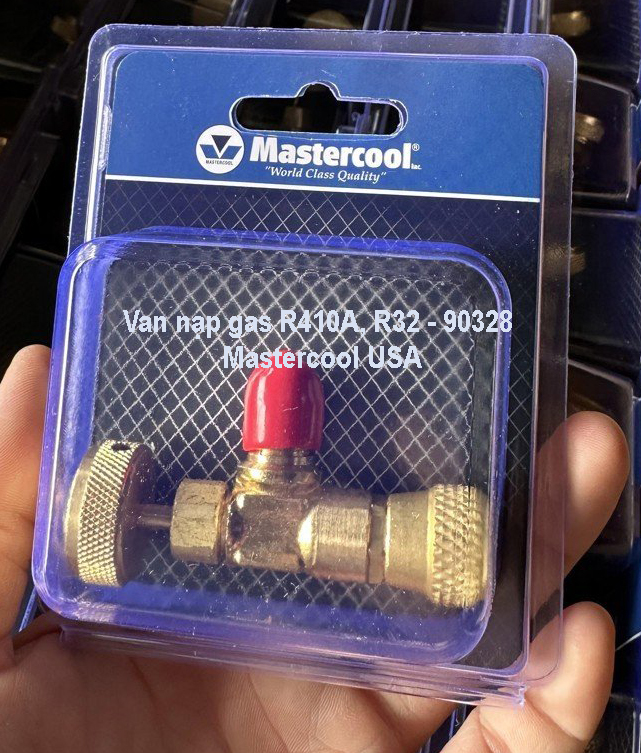 MASTERCOOL
Mastercool® Inc.
"World Class Quality"
Van nap gas R410A, R32 - 90328
Mastercool USA